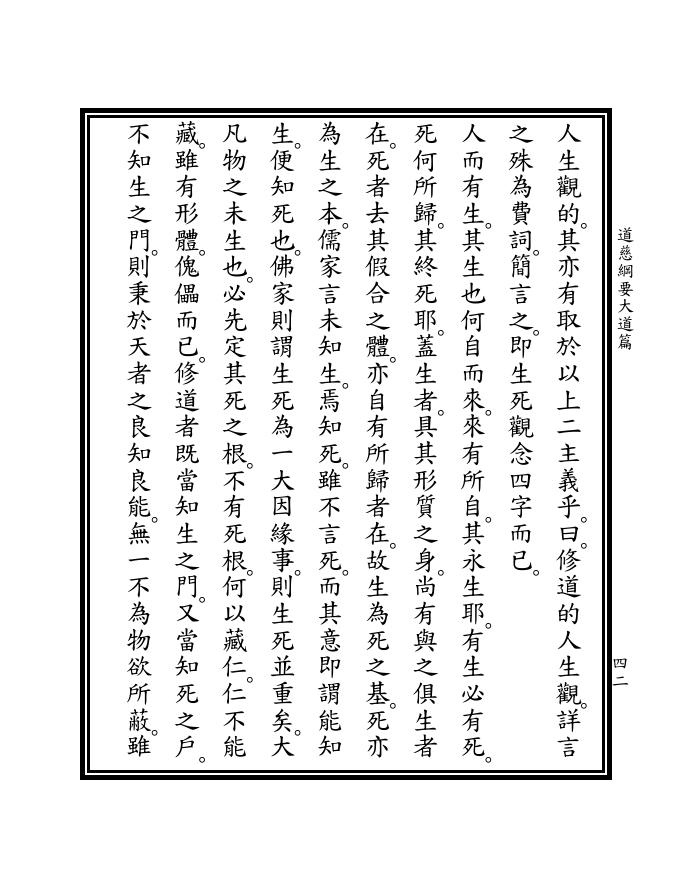 道慈綱要大道篇
四二
人生觀的。其亦有取於以上二主義乎。曰。修道的人生觀。詳言
之殊為費詞。簡言之。即生死觀念四字而已。
人而有生。其生也何自而來。來有所自。其永生耶。有生必有死。
死何所歸。其終死耶。蓋生者。具其形質之身。尚有與之俱生者
在。死者去其假合之體。亦自有所歸者在。故生為死之基。死亦
為生之本。儒家言未知生。焉知死。雖不言死。而其意即謂能知
生。便知死也。佛家則謂生死為一大因緣事。則生死並重矣。大
凡物之未生也。必先定其死之根。不有死根。何以藏仁。仁不能
藏。雖有形體。傀儡而已。修道者既當知生之門。又當知死之戶。
不知生之門。則秉於天者之良知良能。無一不為物欲所蔽。雖